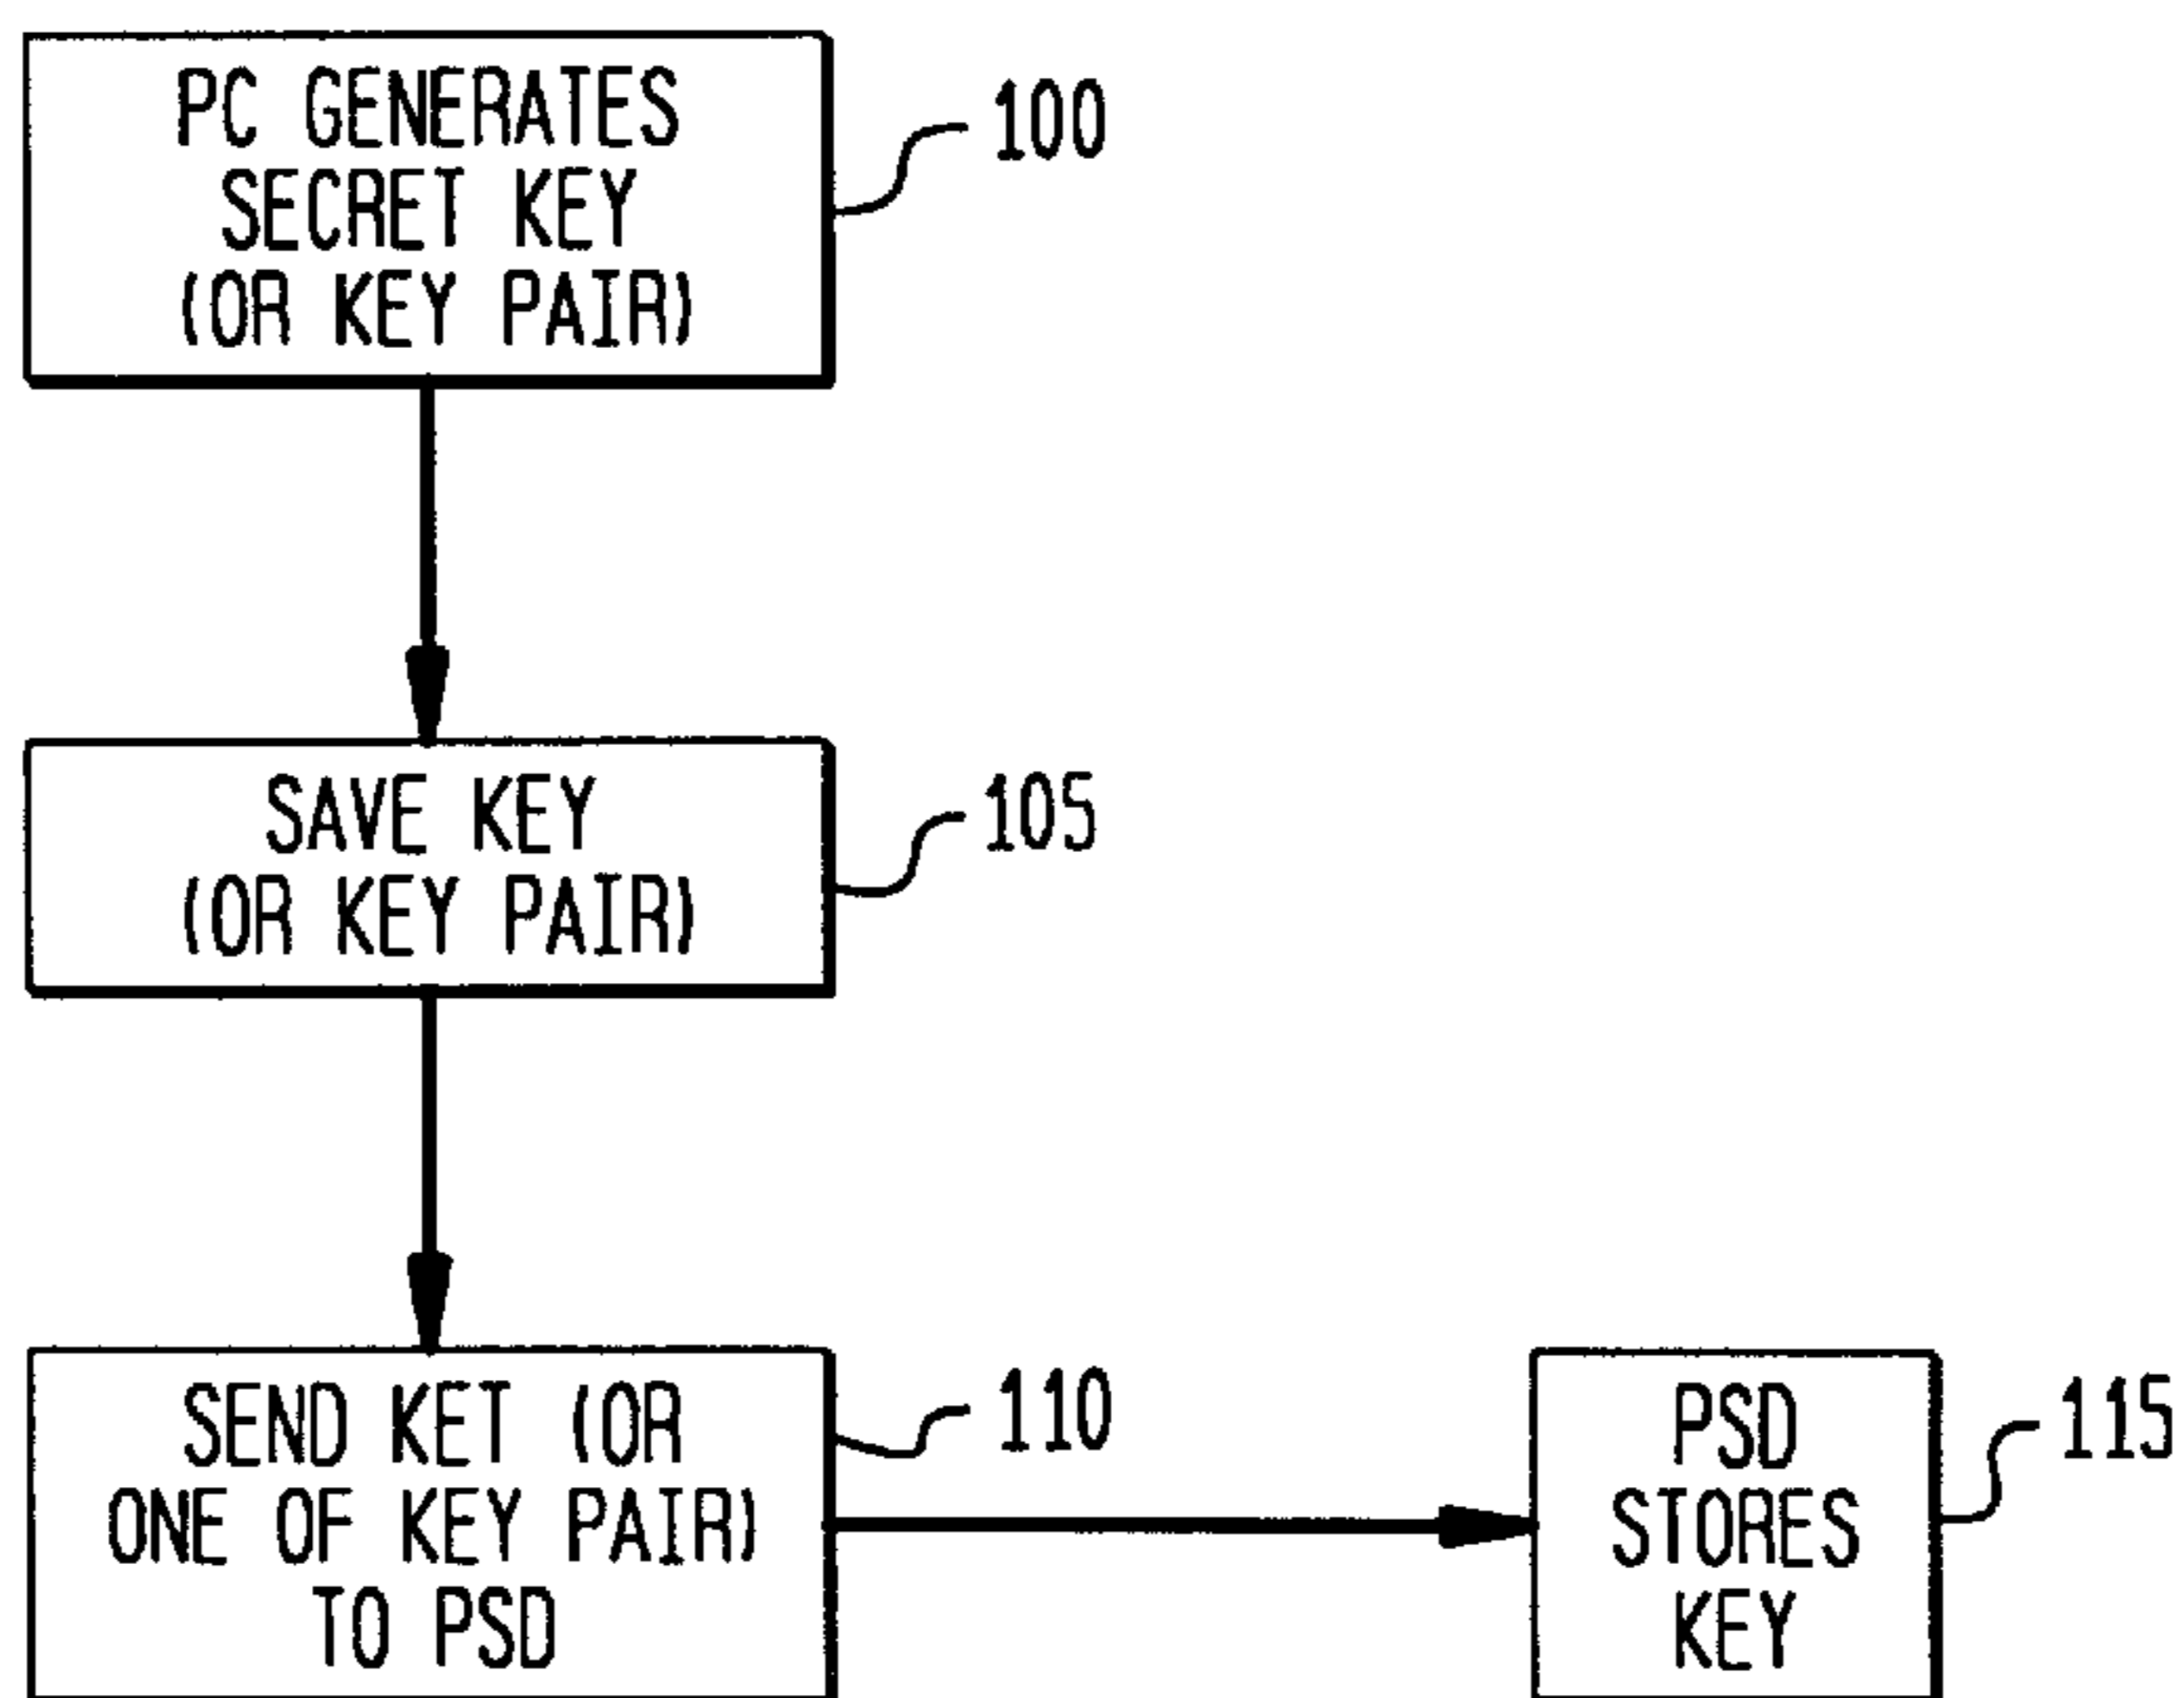 PC GENERATES
SECRET KEY
(OR KEY PAIR)
100
SAVE KEY
(OR KEY PAIR)
105
SEND KET (OR
ONE OF KEY PAIR)
TO PSD
110
PSD
STORES
KEY
115